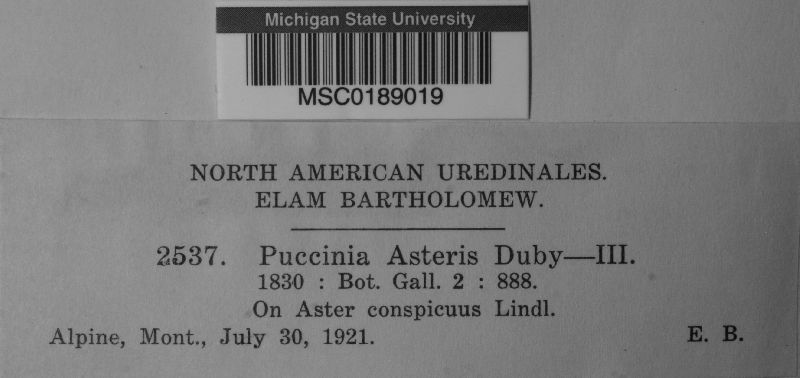 Michigan State University
MSC0189019
NORTH AMERICAN UREDINALES.
ELAM BARTHOLOMEW.
2537. Puccinia Asteris Duby—III.
1830 : Bot. Gall. 2 : 888.
On Aster conspicuus Lindl.
Alpine, Mont., July 30, 1921. E. B.